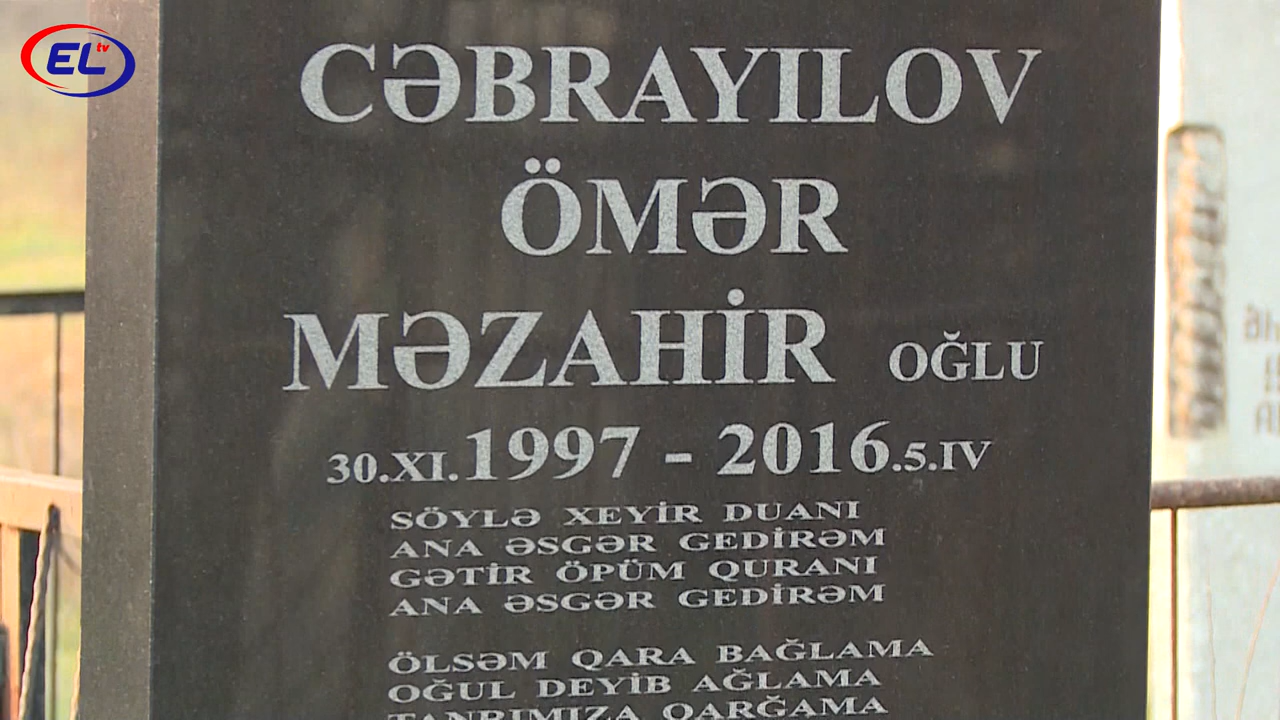 EL tv
CƏBRAYILOV
ÖMƏR
MƏZAHİR OĞLU
30.XI.1997 - 2016.5.IV
SÖYLƏ XEYİR DUANI
ANA ƏSGƏR GEDİRƏM
GƏTİR ÖPÜM QURANI
ANA ƏSGƏR GEDİRƏM
ÖLSƏM QARA BAĞLAMA
OĞUL DEYİB AĞLAMA
TANRIMIZA QARĞAMA